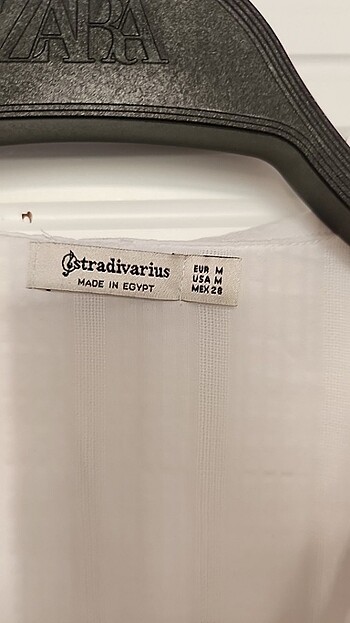 ZARA
stradivarius
MADE IN EGYPT
EUR M
USA M
MEX 28